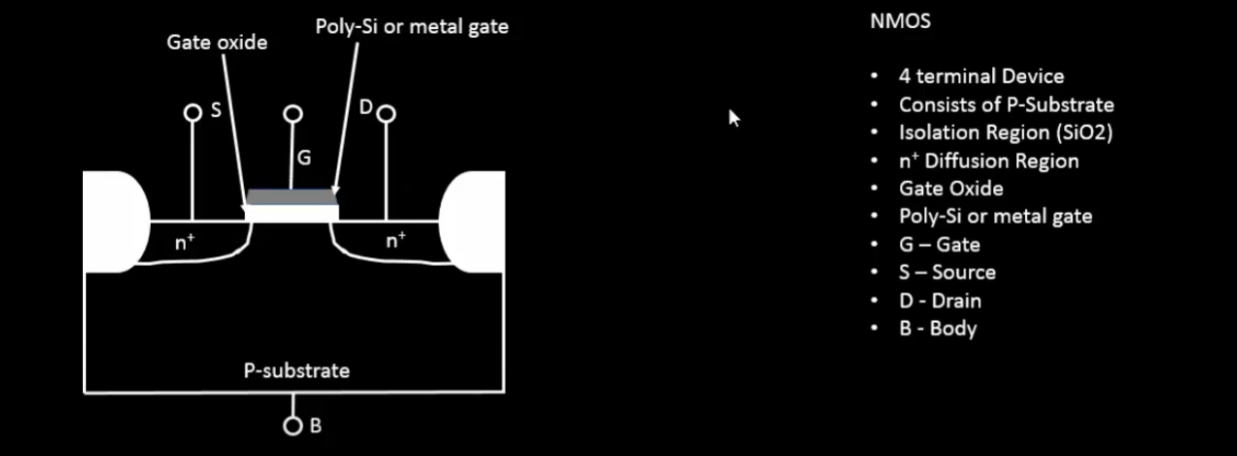 Gate oxide
Poly-Si or metal gate
S
G
D
n⁺
n⁺
P-substrate
B
NMOS
• 4 terminal Device
• Consists of P-Substrate
• Isolation Region (SiO2)
• n⁺ Diffusion Region
• Gate Oxide
• Poly-Si or metal gate
• G – Gate
• S – Source
• D - Drain
• B - Body